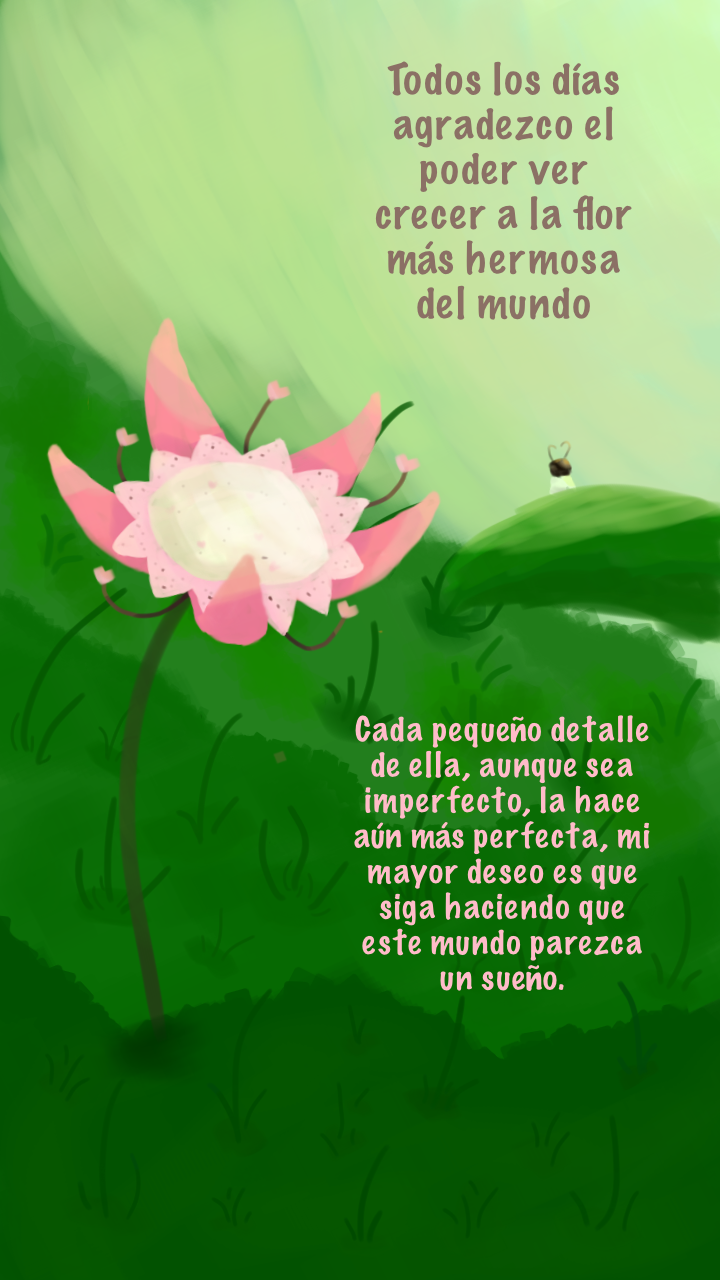 Todos los días
agradezco el
poder ver
crecer a la flor
más hermosa
del mundo
Cada pequeño detalle
de ella, aunque sea
imperfecto, la hace
aún más perfecta, mi
mayor deseo es que
siga haciendo que
este mundo parezca
un sueño.